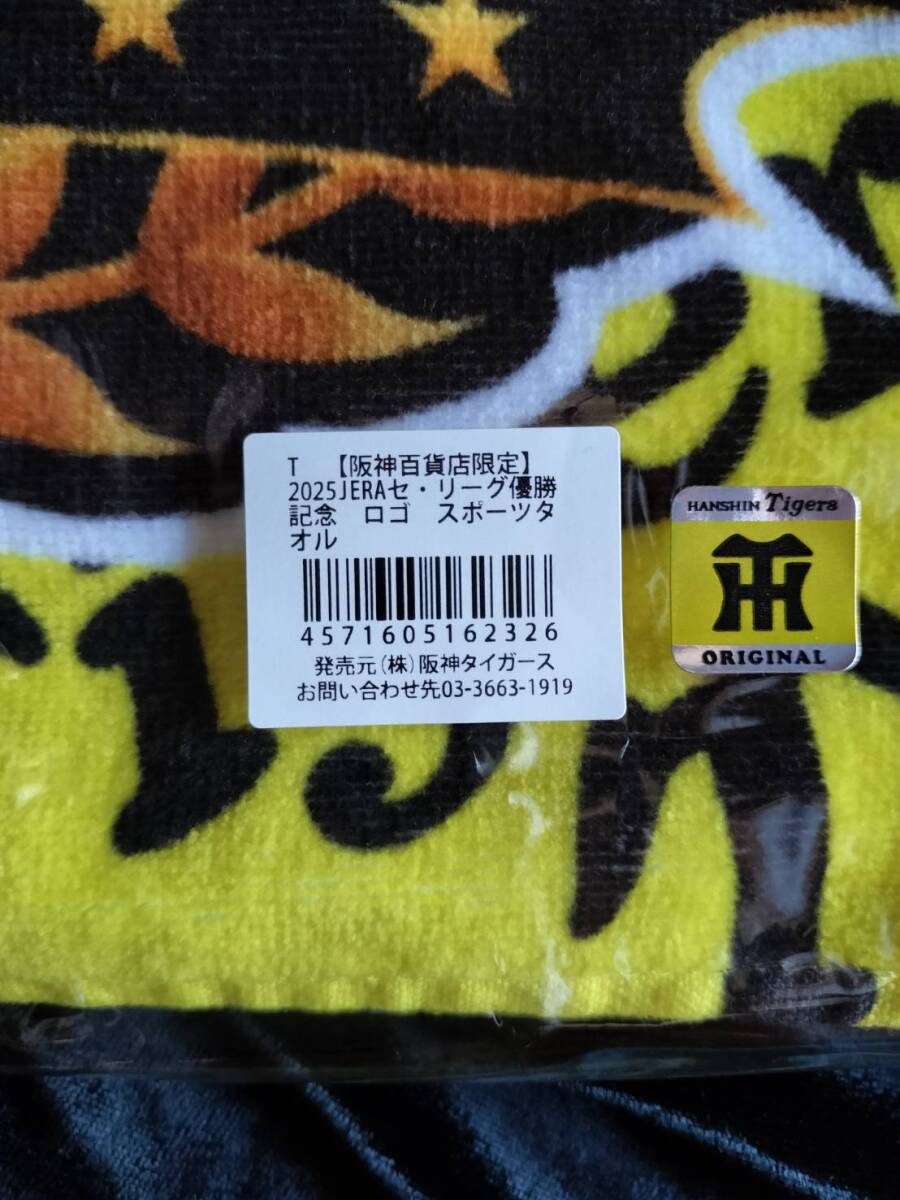 T 【阪神百貨店限定】
2025JERAセ・リーグ優勝
記念 ロゴ スポーツタ
オル
4571605162326
発売元(株)阪神タイガース
お問い合わせ先03-3663-1919
HANSHIN Tigers
TH
ORIGINAL